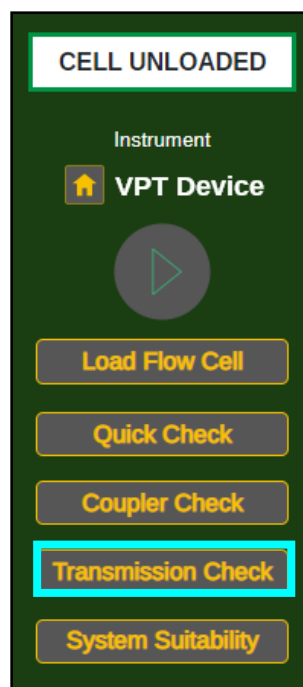 CELL UNLOADED
Instrument
VPT Device
Load Flow Cell
Quick Check
Coupler Check
Transmission Check
System Suitability